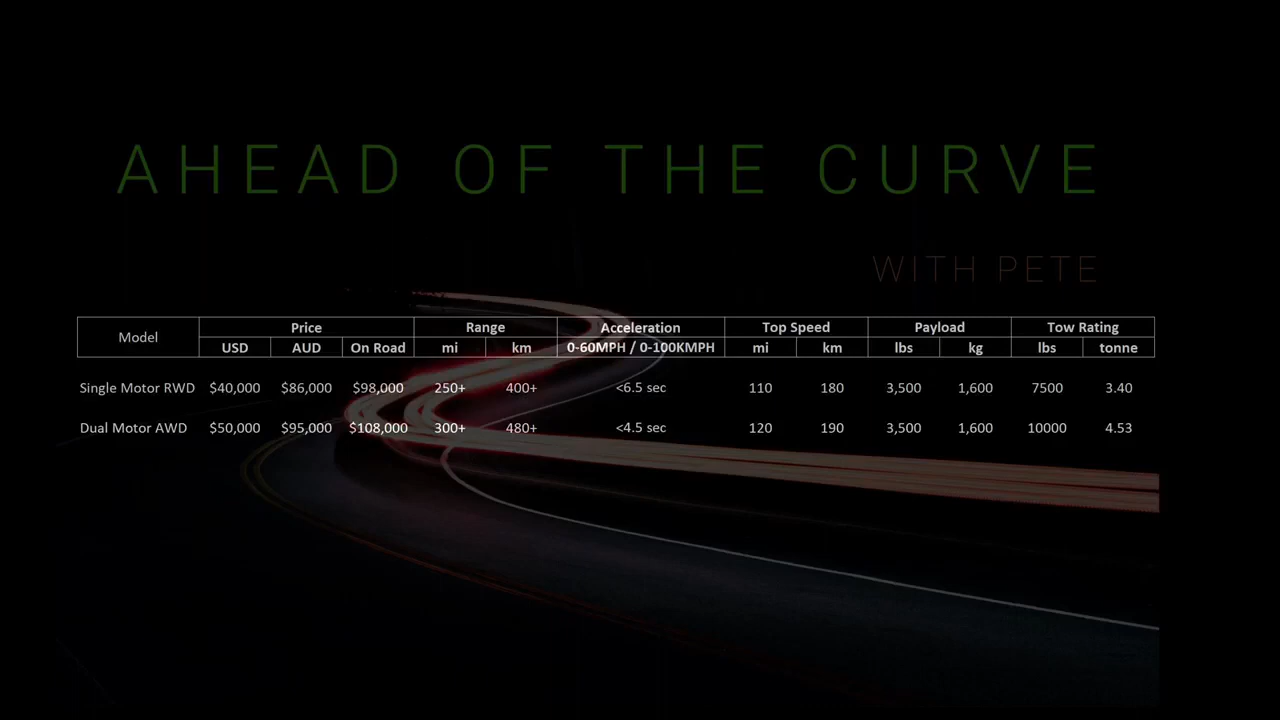 AHEAD OF THE CURVE
WITH PETE
Model Price Range Acceleration Top Speed Payload Tow Rating
USD AUD On Road mi km 0-60MPH / 0-100KMPH mi km lbs kg lbs tonne
Single Motor RWD $40,000 $86,000 $98,000 250+ 400+ <6.5 sec 110 180 3,500 1,600 7500 3.40
Dual Motor AWD $50,000 $95,000 $108,000 300+ 480+ <4.5 sec 120 190 3,500 1,600 10000 4.53